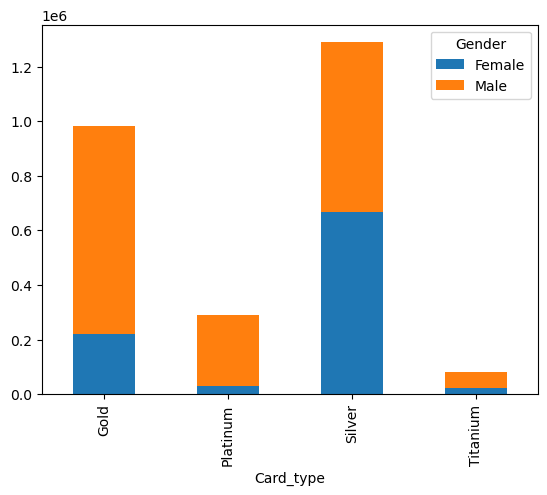 1e6
Gender
Female
Male
1.2
1.0
0.8
0.6
0.4
0.2
0.0
Gold
Platinum
Silver
Titanium
Card_type